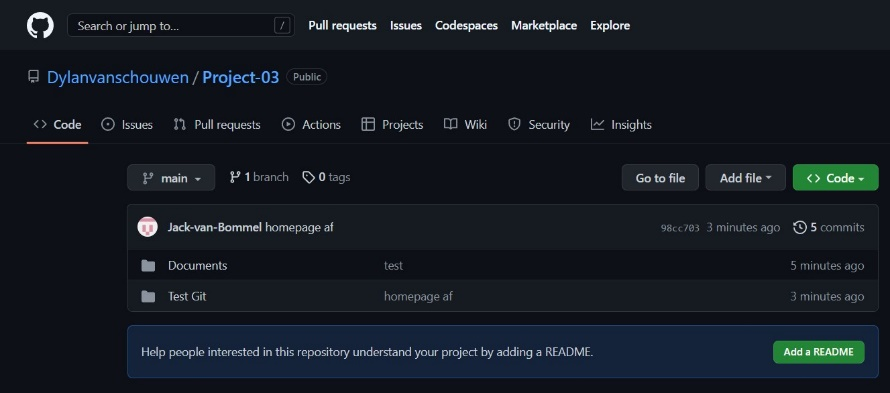 Search or jump to... / Pull requests Issues Codespaces Marketplace Explore
Dylanvanschouwen / Project-03 Public
Code Issues Pull requests Actions Projects Wiki Security Insights
main 1 branch 0 tags Go to file Add file Code
Jack-van-Bommel homepage af 98cc703 3 minutes ago 5 commits
Documents test 5 minutes ago
Test Git homepage af 3 minutes ago
Help people interested in this repository understand your project by adding a README. Add a README